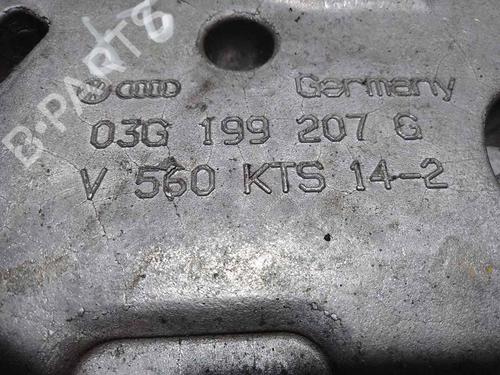 B-PARTS
Germany
03G 199 207 G
V 560 KTS 14-2